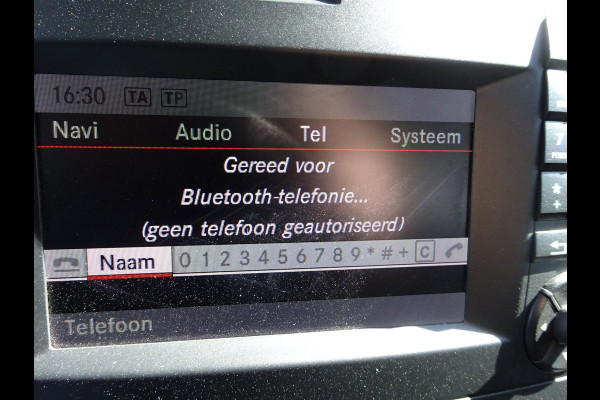 16:30 TA TP
Navi Audio Tel Systeem
Gereed voor
Bluetooth-telefonie...
(geen telefoon geautoriseerd)
Naam 0 1 2 3 4 5 6 7 8 9 * # + C
Telefoon
7
*
+